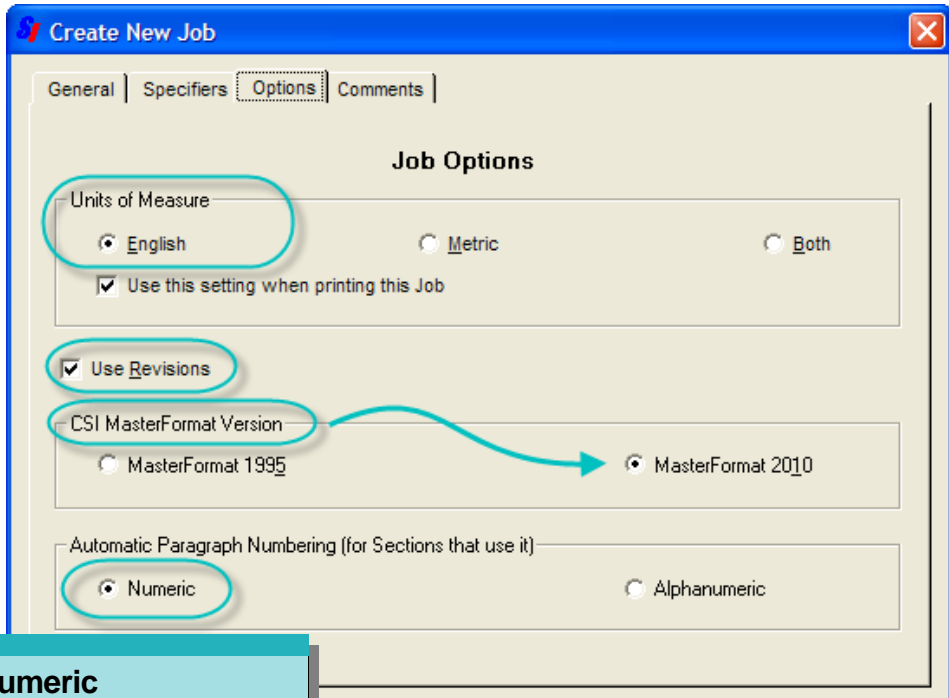 SI Create New Job
General Specifiers Options Comments
Job Options
Units of Measure
English Metric Both
Use this setting when printing this Job
Use Revisions
CSI MasterFormat Version
MasterFormat 1995 MasterFormat 2010
Automatic Paragraph Numbering (for Sections that use it)
Numeric Alphanumeric
umeric